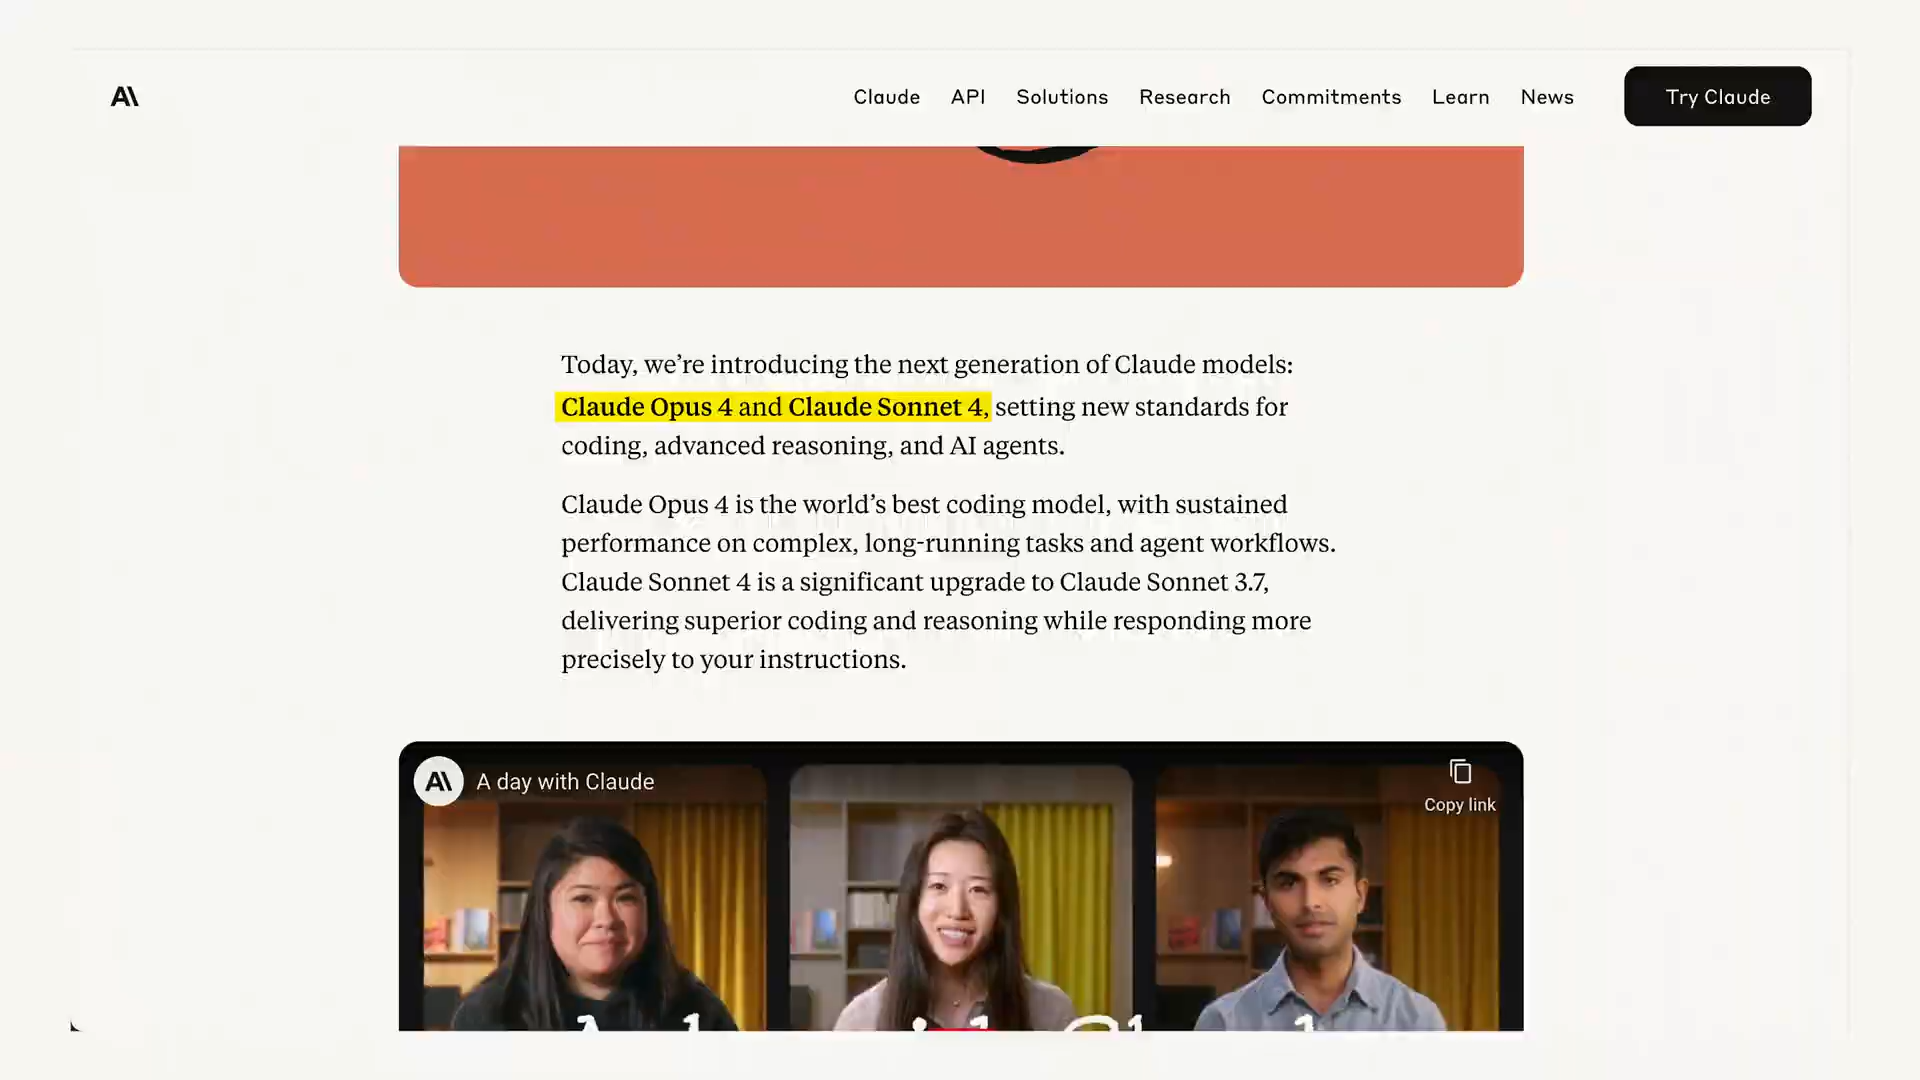 Claude API Solutions Research Commitments Learn News Try Claude
Today, we’re introducing the next generation of Claude models:
Claude Opus 4 and Claude Sonnet 4, setting new standards for
coding, advanced reasoning, and AI agents.
Claude Opus 4 is the world’s best coding model, with sustained
performance on complex, long-running tasks and agent workflows.
Claude Sonnet 4 is a significant upgrade to Claude Sonnet 3.7,
delivering superior coding and reasoning while responding more
precisely to your instructions.
A day with Claude
Copy link